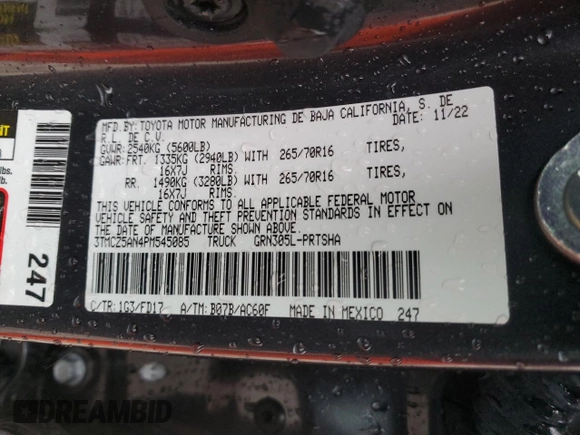 MFD.BY:TOYOTA MOTOR MANUFACTURING DE BAJA CALIFORNIA, S. DE
R.L. DE C.V. DATE: 11/22
GVWR: 2540KG (5600LB)
GAWR:FRT. 1335KG (2940LB) WITH 265/70R16 TIRES,
16X7J RIMS.
RR. 1490KG (3280LB) WITH 265/70R16 TIRES,
16X7J RIMS.
THIS VEHICLE CONFORMS TO ALL APPLICABLE FEDERAL MOTOR
VEHICLE SAFETY AND THEFT PREVENTION STANDARDS IN EFFECT ON
THE DATE OF MANUFACTURE SHOWN ABOVE.
3TMCZ5AN4PM545085 TRUCK GRN305L-PRTSHA
C/TR:1G3/FD17 A/TM: B07B/AC60F MADE IN MEXICO 247
247
DREAMBID